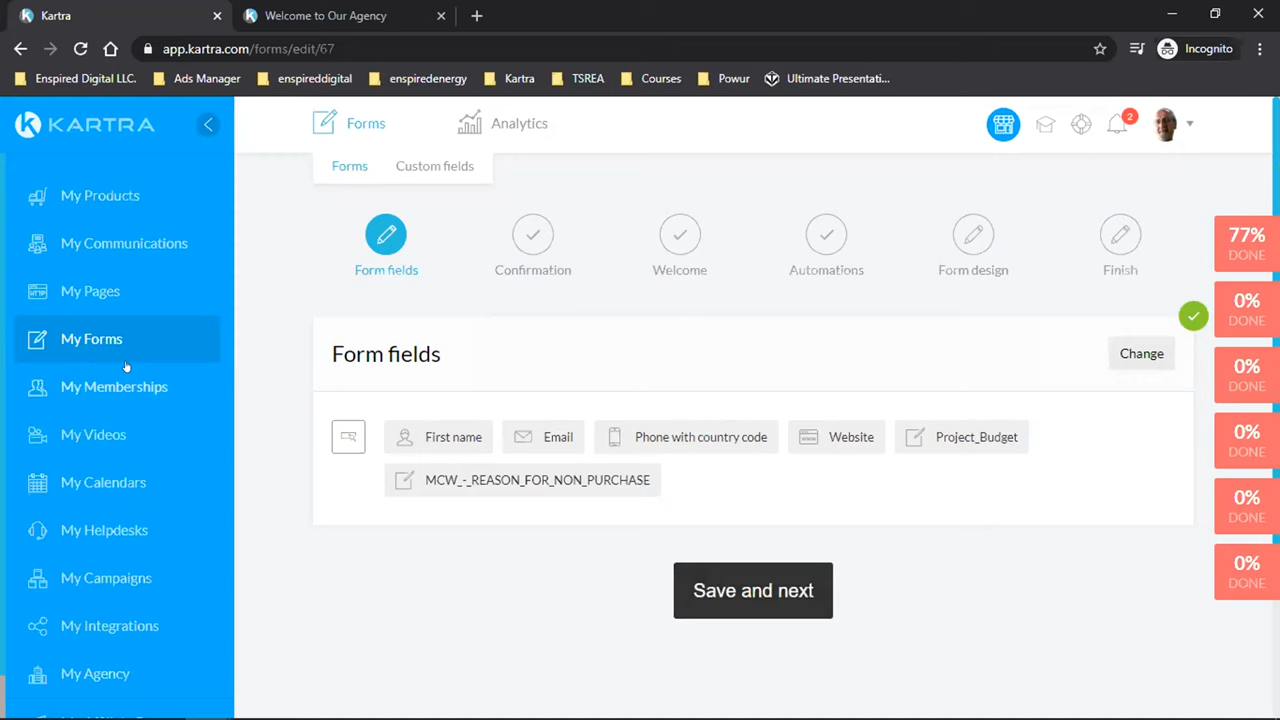 Kartra
Welcome to Our Agency
app.kartra.com/forms/edit/67
Incognito
Enspired Digital LLC.
Ads Manager
enspireddigital
enspiredenergy
Kartra
TSREA
Courses
Powur
Ultimate Presentati...
KARTRA
Forms
Analytics
2
Forms
Custom fields
My Products
My Communications
My Pages
My Forms
My Memberships
My Videos
My Calendars
My Helpdesks
My Campaigns
My Integrations
My Agency
Form fields
Confirmation
Welcome
Automations
Form design
Finish
Form fields
Change
First name
Email
Phone with country code
Website
Project_Budget
MCW_-_REASON_FOR_NON_PURCHASE
Save and next
77%
DONE
0%
DONE
0%
DONE
0%
DONE
0%
DONE
0%
DONE